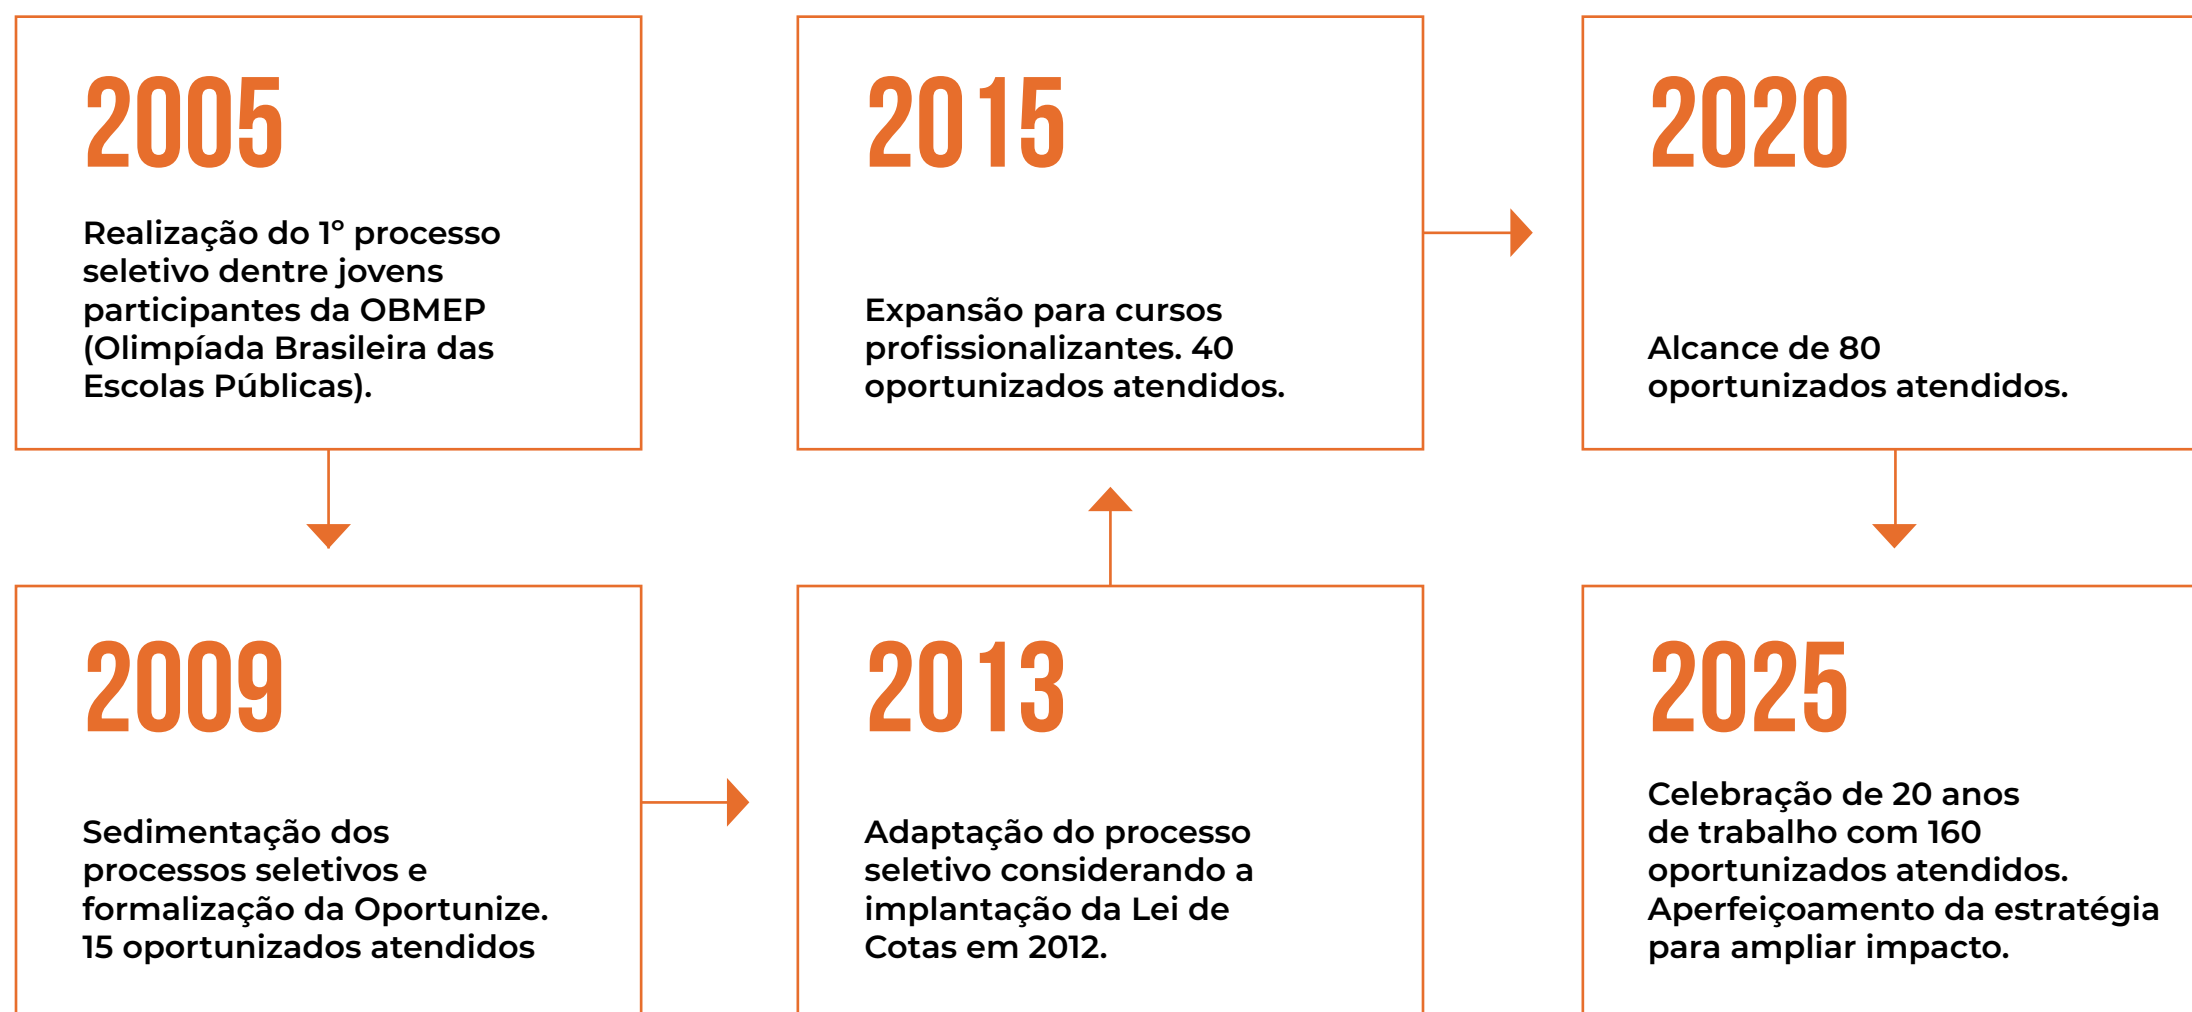 2005
Realização do 1º processo
seletivo dentre jovens
participantes da OBMEP
(Olimpíada Brasileira das
Escolas Públicas).
2009
Sedimentação dos
processos seletivos e
formalização da Oportunize.
15 oportunizados atendidos
2013
Adaptação do processo
seletivo considerando a
implantação da Lei de
Cotas em 2012.
2015
Expansão para cursos
profissionalizantes. 40
oportunizados atendidos.
2020
Alcance de 80
oportunizados atendidos.
2025
Celebração de 20 anos
de trabalho com 160
oportunizados atendidos.
Aperfeiçoamento da estratégia
para ampliar impacto.